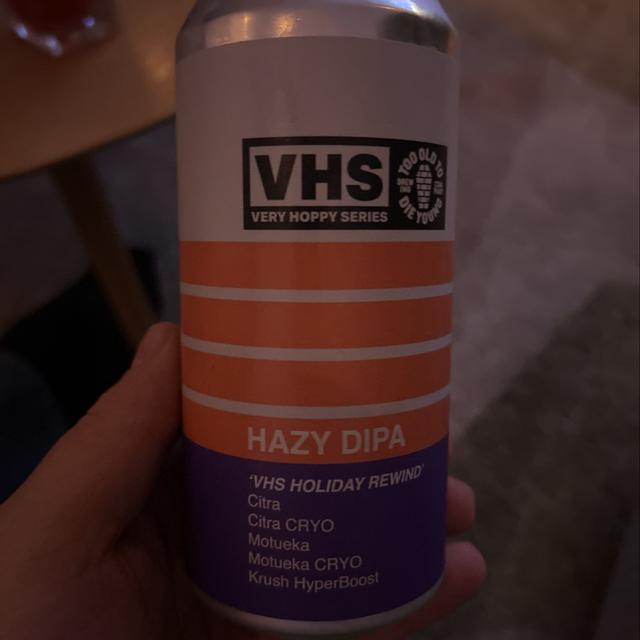 VHS
VERY HOPPY SERIES
TOO OLD TO
DIE YOUNG
HAZY DIPA
'VHS HOLIDAY REWIND'
Citra
Citra CRYO
Motueka
Motueka CRYO
Krush HyperBoost